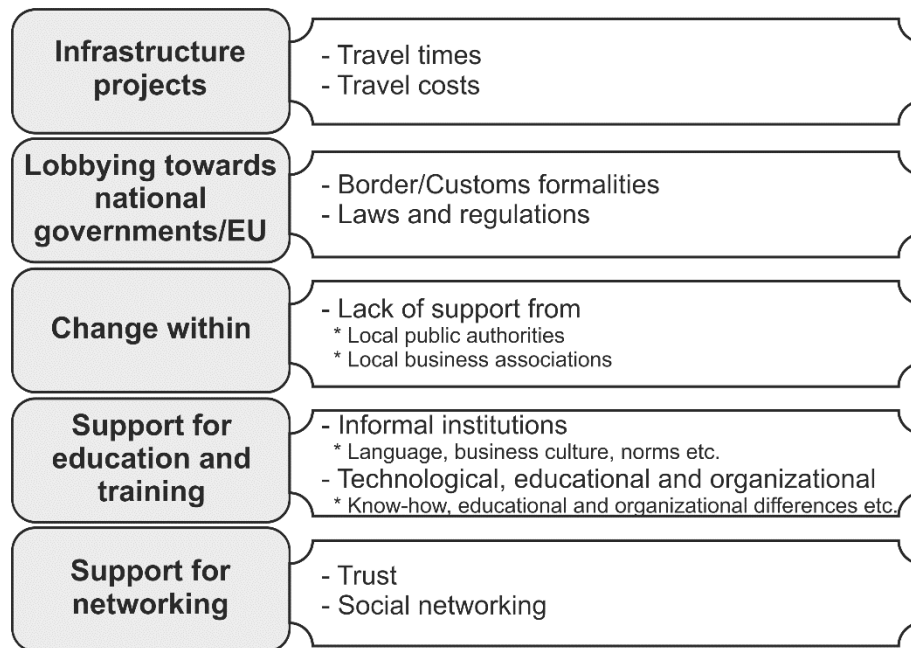 Infrastructure
projects
- Travel times
- Travel costs
Lobbying towards
national
governments/EU
- Border/Customs formalities
- Laws and regulations
Change within
- Lack of support from
* Local public authorities
* Local business associations
Support for
education and
training
- Informal institutions
* Language, business culture, norms etc.
- Technological, educational and organizational
* Know-how, educational and organizational differences etc.
Support for
networking
- Trust
- Social networking